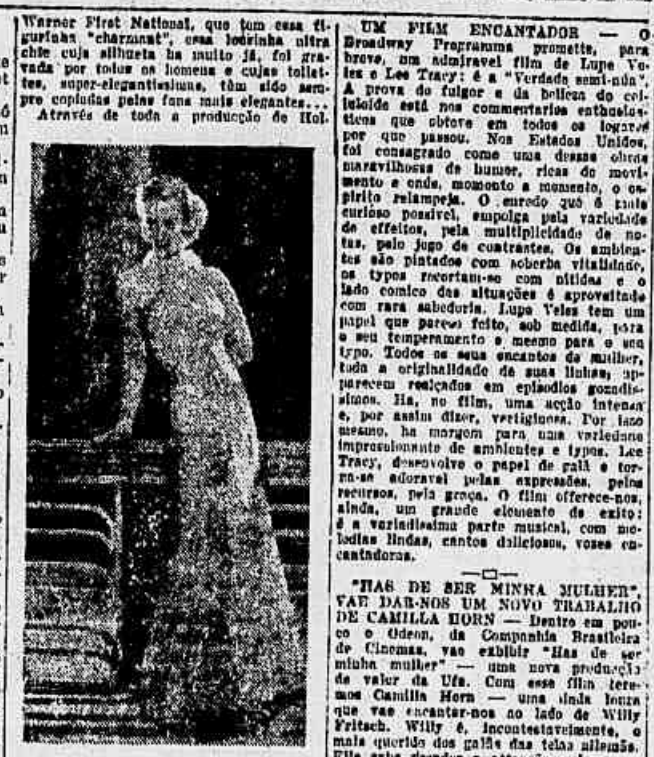 Warner First National, que tem essa fi-
gurinha "charmant", essa lourinha ultra
chic cuja silhueta ha muito já, foi gra-
vada por todos os homens e cujas toilet-
tes, super-elegantissimas, têm sido sem-
pre copiadas pelas fans mais elegantes...
Através de toda a producção de Hol.
UM FILM ENCANTADOR — O
Broadway Programma promette, para
breve, um admiravel film de Lupe Ve-
lez e Lee Tracy: é a "Verdade semi-núa".
A prova do fulgor e da belleza do cel-
luloide está nos commentarios enthusias-
ticos que obteve em todos os logares
por que passou. Nos Estados Unidos,
foi consagrado como uma dessas obras
maravilhosas de humor, ricas de movi-
mento e onde, momento a momento, o es-
pirito relampeja. O enredo que é mais
curioso possivel, empolga pela variedade
de effeitos, pela multiplicidade de no-
tas, pelo jogo de contrastes. Os ambien-
tes são pintados com soberba vitalidade,
os typos recortam-se com nitidez e o
lado comico das situações é aproveitado
com rara sabedoria. Lupe Velez tem um
papel que parece feito, sob medida, para
o seu temperamento e mesmo para o seu
typo. Todos os seus encantos de mulher,
toda a originalidade de suas linhas, ap-
parecem realçados em episodios gozadis-
simos. Ha, no film, uma acção intensa
e, por assim dizer, vertiginosa. Por isso
mesmo, ha margem para uma variedade
impressionante de ambientes e typos. Lee
Tracy, desenvolve o papel de galã e tor-
na-se adoravel pelas expressões, pelos
recursos, pela graça. O film offerece-nos,
ainda, um grande elemento de exito:
é a variadissima parte musical, com me-
lodias lindas, cantos deliciosos, vozes en-
cantadoras.
"HAS DE SER MINHA MULHER",
VAE DAR-NOS UM NOVO TRABALHO
DE CAMILLA HORN — Dentro em pou-
co o Odeon, da Companhia Brasileira
de Cinemas, vae exhibir "Has de ser
minha mulher" — uma nova producção
de valor da Ufa. Com esse film tere-
mos Camilla Horn — uma linda loura
que vae encantar-nos ao lado de Willy
Fritsch. Willy é, incontestavelmente, o
mais querido dos galãs das telas allemãs.